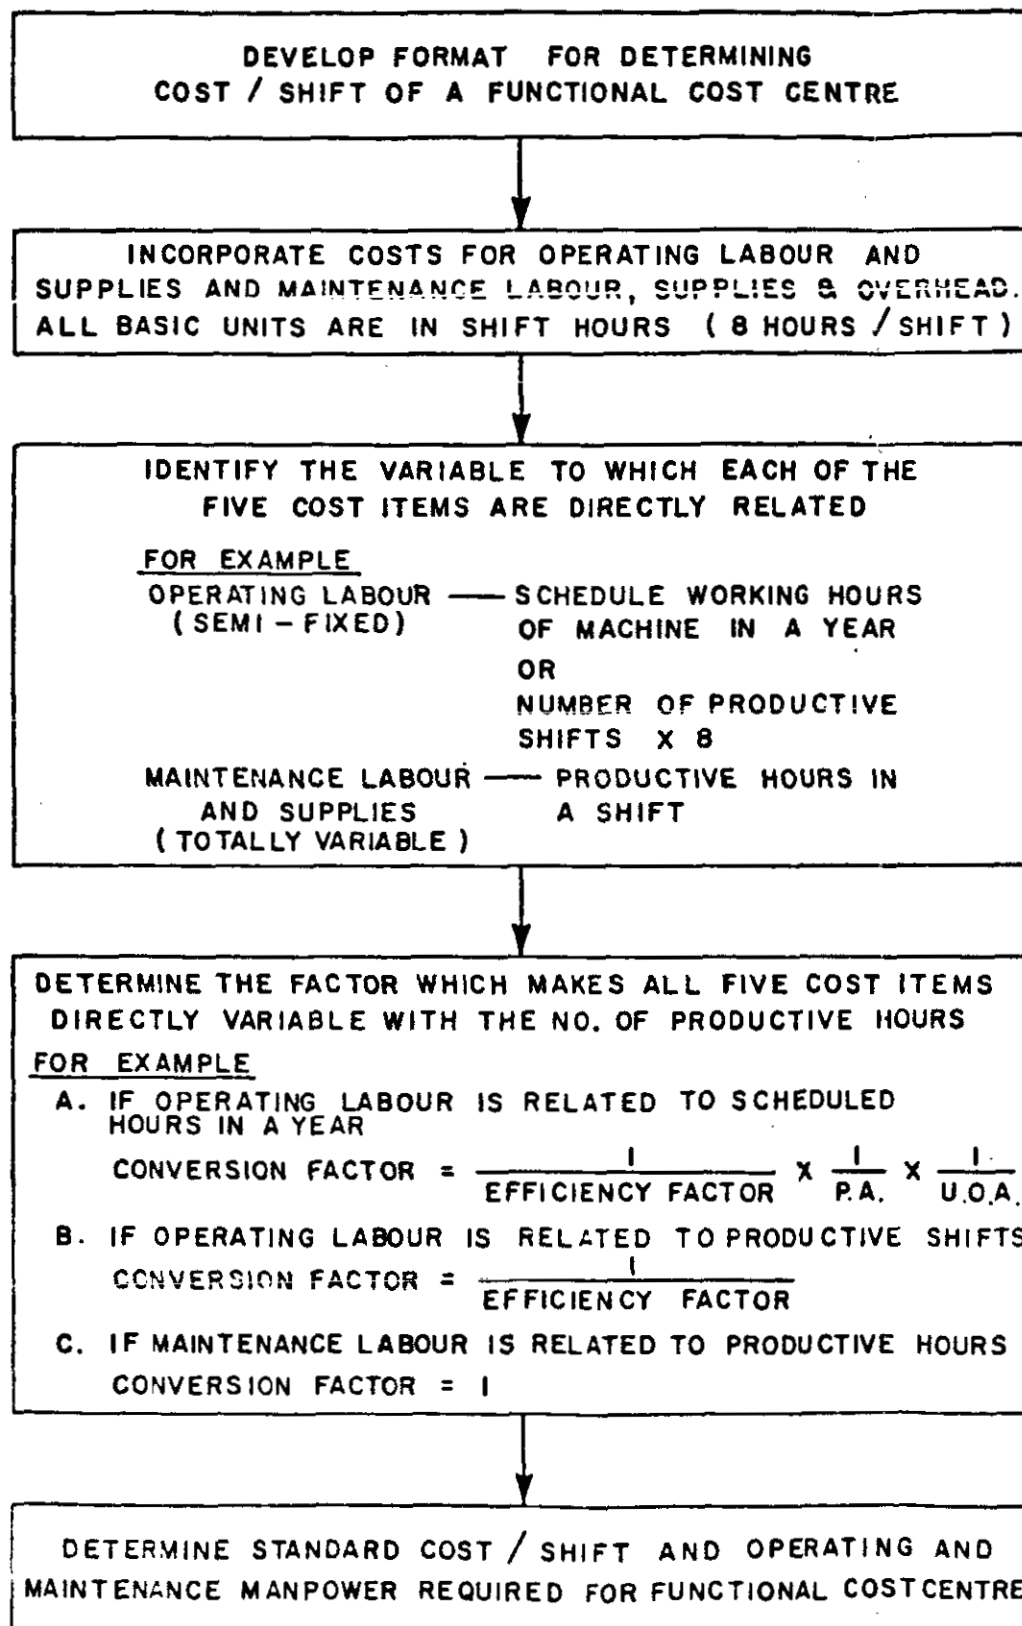 DEVELOP FORMAT FOR DETERMINING
COST / SHIFT OF A FUNCTIONAL COST CENTRE
INCORPORATE COSTS FOR OPERATING LABOUR AND
SUPPLIES AND MAINTENANCE LABOUR, SUPPLIES & OVERHEAD.
ALL BASIC UNITS ARE IN SHIFT HOURS ( 8 HOURS / SHIFT )
IDENTIFY THE VARIABLE TO WHICH EACH OF THE
FIVE COST ITEMS ARE DIRECTLY RELATED
FOR EXAMPLE
OPERATING LABOUR — SCHEDULE WORKING HOURS
( SEMI - FIXED ) OF MACHINE IN A YEAR
OR
NUMBER OF PRODUCTIVE
SHIFTS X 8
MAINTENANCE LABOUR — PRODUCTIVE HOURS IN
AND SUPPLIES A SHIFT
( TOTALLY VARIABLE )
DETERMINE THE FACTOR WHICH MAKES ALL FIVE COST ITEMS
DIRECTLY VARIABLE WITH THE NO. OF PRODUCTIVE HOURS
FOR EXAMPLE
A. IF OPERATING LABOUR IS RELATED TO SCHEDULED
HOURS IN A YEAR
CONVERSION FACTOR = 1 / EFFICIENCY FACTOR X 1 / P.A. X 1 / U.O.A.
B. IF OPERATING LABOUR IS RELATED TO PRODUCTIVE SHIFTS
CONVERSION FACTOR = 1 / EFFICIENCY FACTOR
C. IF MAINTENANCE LABOUR IS RELATED TO PRODUCTIVE HOURS
CONVERSION FACTOR = 1
DETERMINE STANDARD COST / SHIFT AND OPERATING AND
MAINTENANCE MANPOWER REQUIRED FOR FUNCTIONAL COST CENTRE